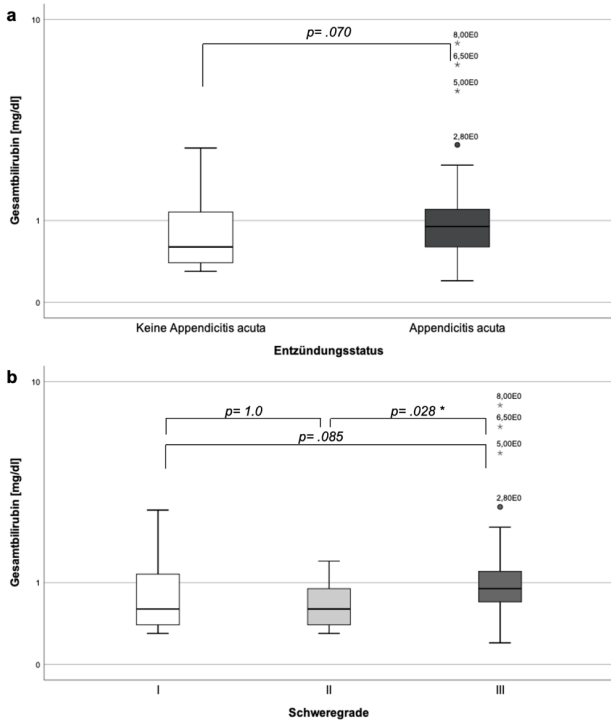 a
10
8,00E0
p= .070
6,50E0
5,00E0
2,80E0
Gesamtbilirubin [mg/dl]
1
0
Keine Appendicitis acuta
Appendicitis acuta
Entzündungsstatus
b
10
8,00E0
p= 1.0
p= .028 *
6,50E0
p= .085
5,00E0
2,80E0
Gesamtbilirubin [mg/dl]
1
0
I
II
III
Schweregrade